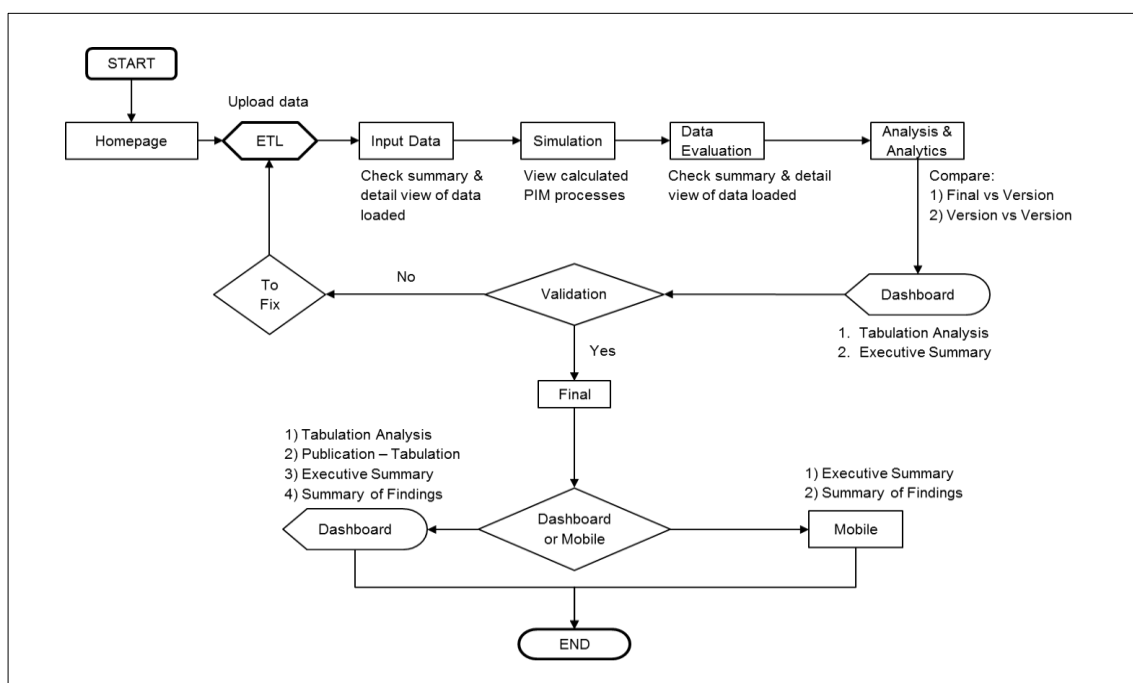 START
Upload data
Homepage
ETL
Input Data
Simulation
Data
Evaluation
Analysis &
Analytics
Check summary &
detail view of data
loaded
View calculated
PIM processes
Check summary & detail
view of data loaded
Compare:
1) Final vs Version
2) Version vs Version
To
Fix
No
Validation
Dashboard
1. Tabulation Analysis
2. Executive Summary
Yes
Final
1) Tabulation Analysis
2) Publication – Tabulation
3) Executive Summary
4) Summary of Findings
1) Executive Summary
2) Summary of Findings
Dashboard
Dashboard
or Mobile
Mobile
END